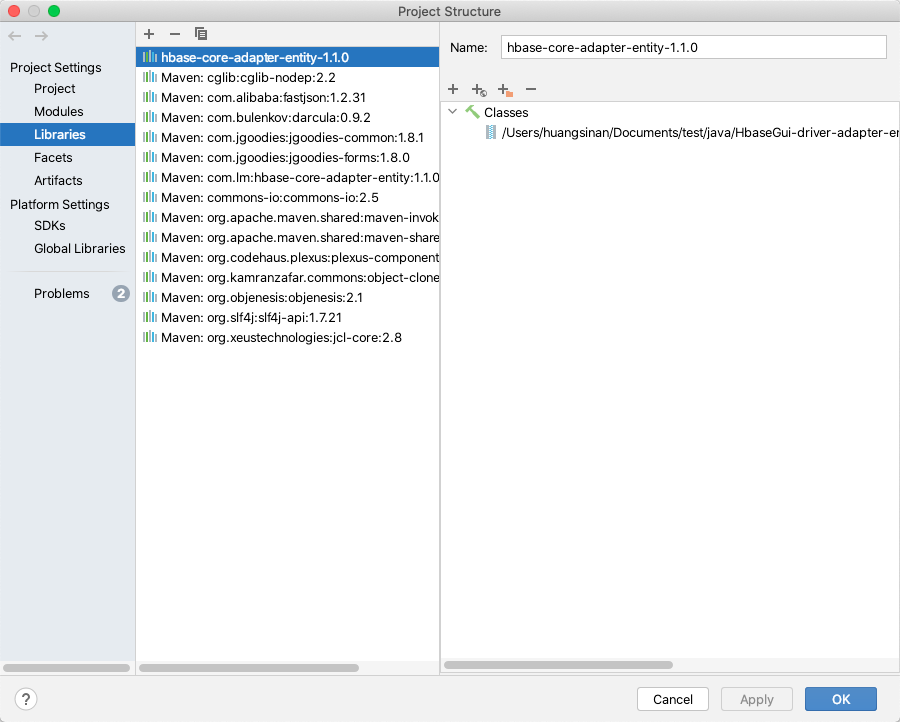 Project Structure
Project Settings
Project
Modules
Libraries
Facets
Artifacts
Platform Settings
SDKs
Global Libraries
Problems 2
hbase-core-adapter-entity-1.1.0
Maven: cglib:cglib-nodep:2.2
Maven: com.alibaba:fastjson:1.2.31
Maven: com.bulenkov:darcula:0.9.2
Maven: com.jgoodies:jgoodies-common:1.8.1
Maven: com.jgoodies:jgoodies-forms:1.8.0
Maven: com.lm:hbase-core-adapter-entity:1.1.0
Maven: commons-io:commons-io:2.5
Maven: org.apache.maven.shared:maven-invok
Maven: org.apache.maven.shared:maven-share
Maven: org.codehaus.plexus:plexus-component
Maven: org.kamranzafar.commons:object-clone
Maven: org.objenesis:objenesis:2.1
Maven: org.slf4j:slf4j-api:1.7.21
Maven: org.xeustechnologies:jcl-core:2.8
Name: hbase-core-adapter-entity-1.1.0
Classes
/Users/huangsinan/Documents/test/java/HbaseGui-driver-adapter-er
?
Cancel
Apply
OK